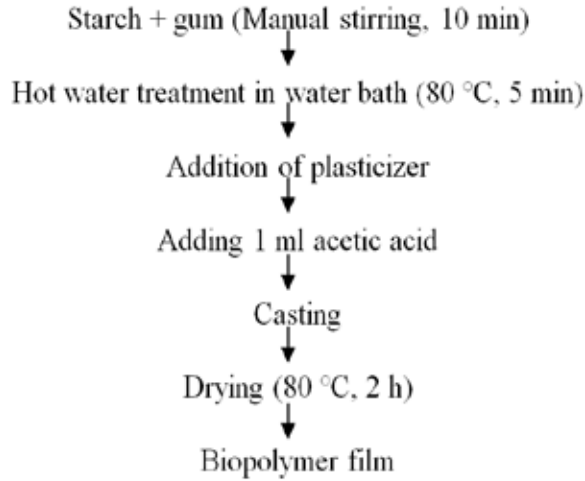 Starch + gum (Manual stirring, 10 min)
Hot water treatment in water bath (80 °C, 5 min)
Addition of plasticizer
Adding 1 ml acetic acid
Casting
Drying (80 °C, 2 h)
Biopolymer film